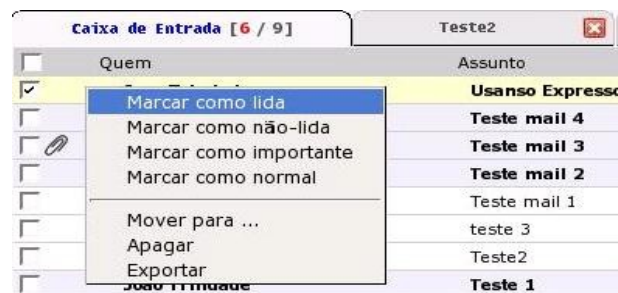 Caixa de Entrada [6 / 9] Teste2
Quem Assunto
Usanso Expresso
Marcar como lida
Teste mail 4
Marcar como não-lida
Teste mail 3
Marcar como importante
Teste mail 2
Marcar como normal
Teste mail 1
Mover para ...
teste 3
Apagar
Teste2
Exportar
João Trindade Teste 1